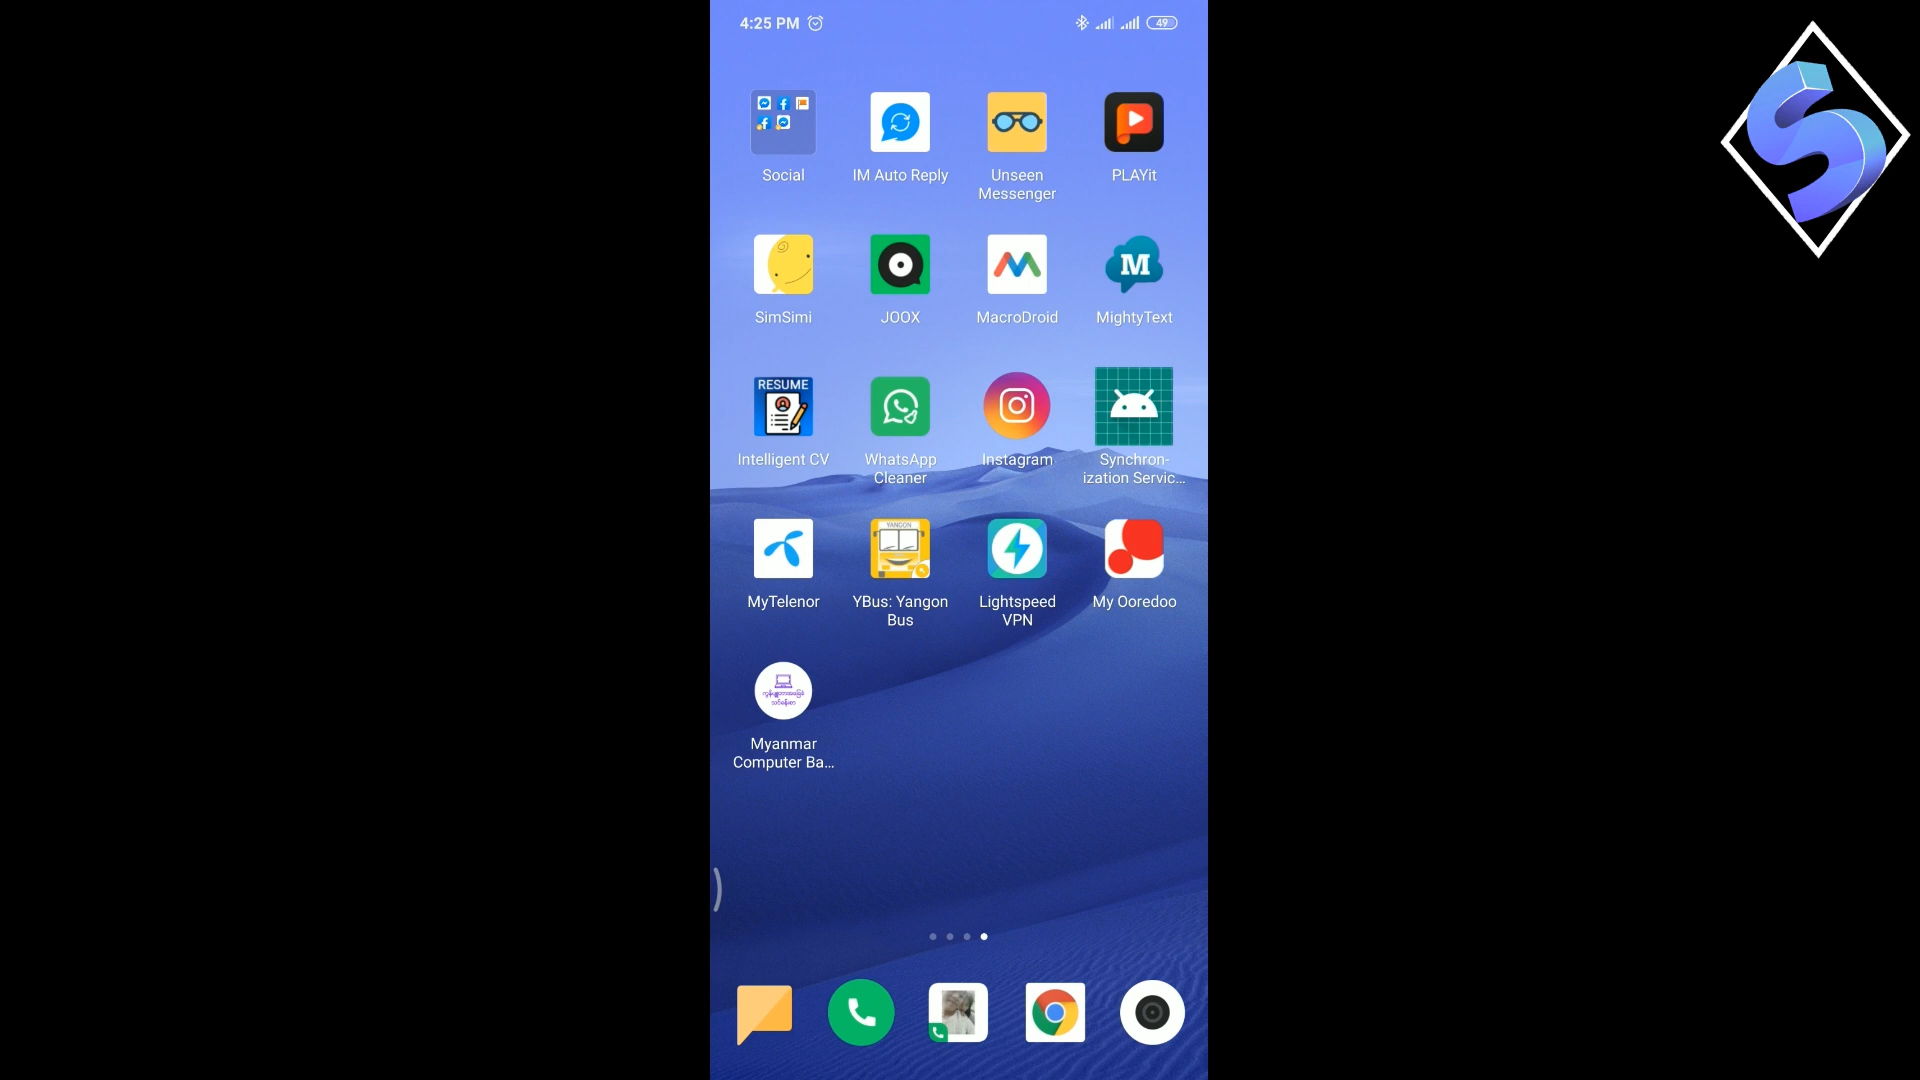 4:25 PM
49
Social
IM Auto Reply
Unseen
Messenger
PLAYit
SimSimi
JOOX
MacroDroid
M
MightyText
RESUME
Intelligent CV
WhatsApp
Cleaner
Instagram
Synchron-
ization Servic...
MyTelenor
YANGON
YBus: Yangon
Bus
Lightspeed
VPN
My Ooredoo
Myanmar
Computer Ba...
S